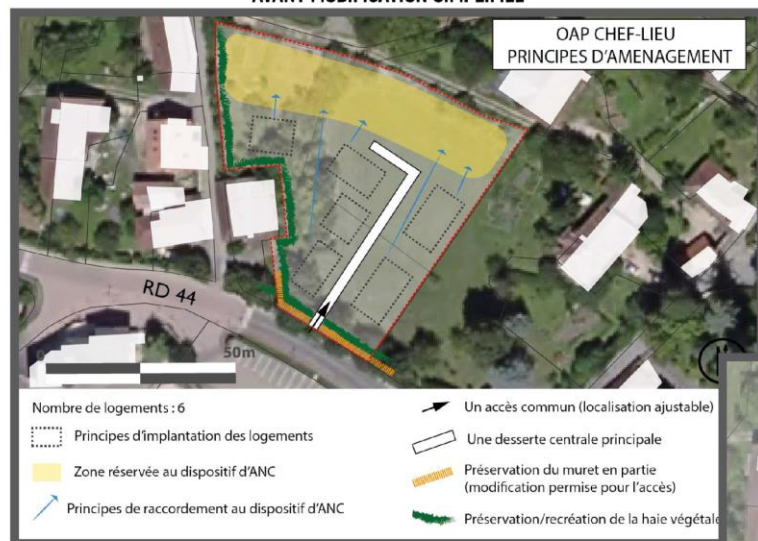 OAP CHEF-LIEU
PRINCIPES D'AMENAGEMENT
RD 44
50m
Nombre de logements : 6
Principes d'implantation des logements
Zone réservée au dispositif d'ANC
Principes de raccordement au dispositif d'ANC
Un accès commun (localisation ajustable)
Une desserte centrale principale
Préservation du muret en partie
(modification permise pour l'accès)
Préservation/recréation de la haie végétale